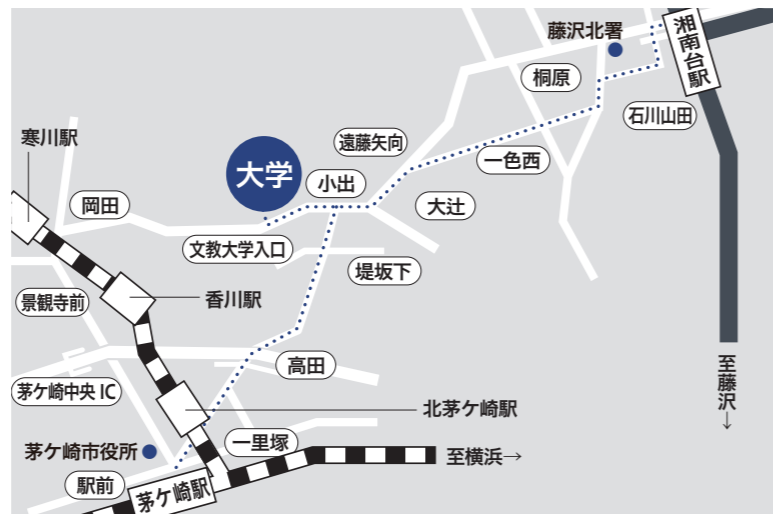 藤沢北署
湘南台駅
桐原
石川山田
寒川駅
遠藤矢向
一色西
大学
小出
岡田
大辻
文教大学入口
堤坂下
景観寺前
香川駅
高田
至藤沢→
茅ケ崎中央IC
北茅ケ崎駅
茅ケ崎市役所
一里塚
至横浜→
駅前
茅ケ崎駅